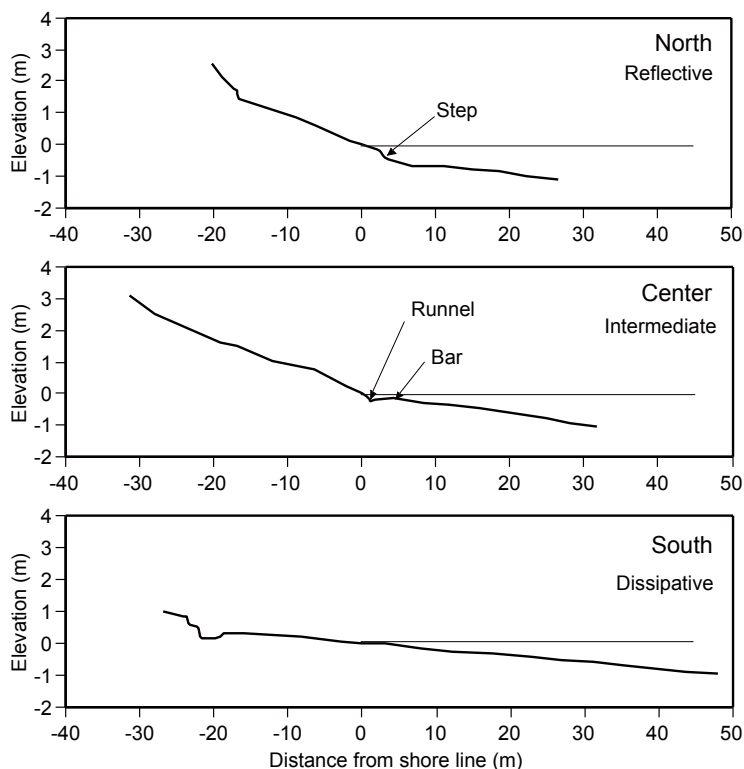 4
3
2
1
0
-1
-2
Elevation (m)
North
Reflective
Step
-40 -30 -20 -10 0 10 20 30 40 50
4
3
2
1
0
-1
-2
Elevation (m)
Center
Intermediate
Runnel
Bar
-40 -30 -20 -10 0 10 20 30 40 50
4
3
2
1
0
-1
-2
Elevation (m)
South
Dissipative
-40 -30 -20 -10 0 10 20 30 40 50
Distance from shore line (m)